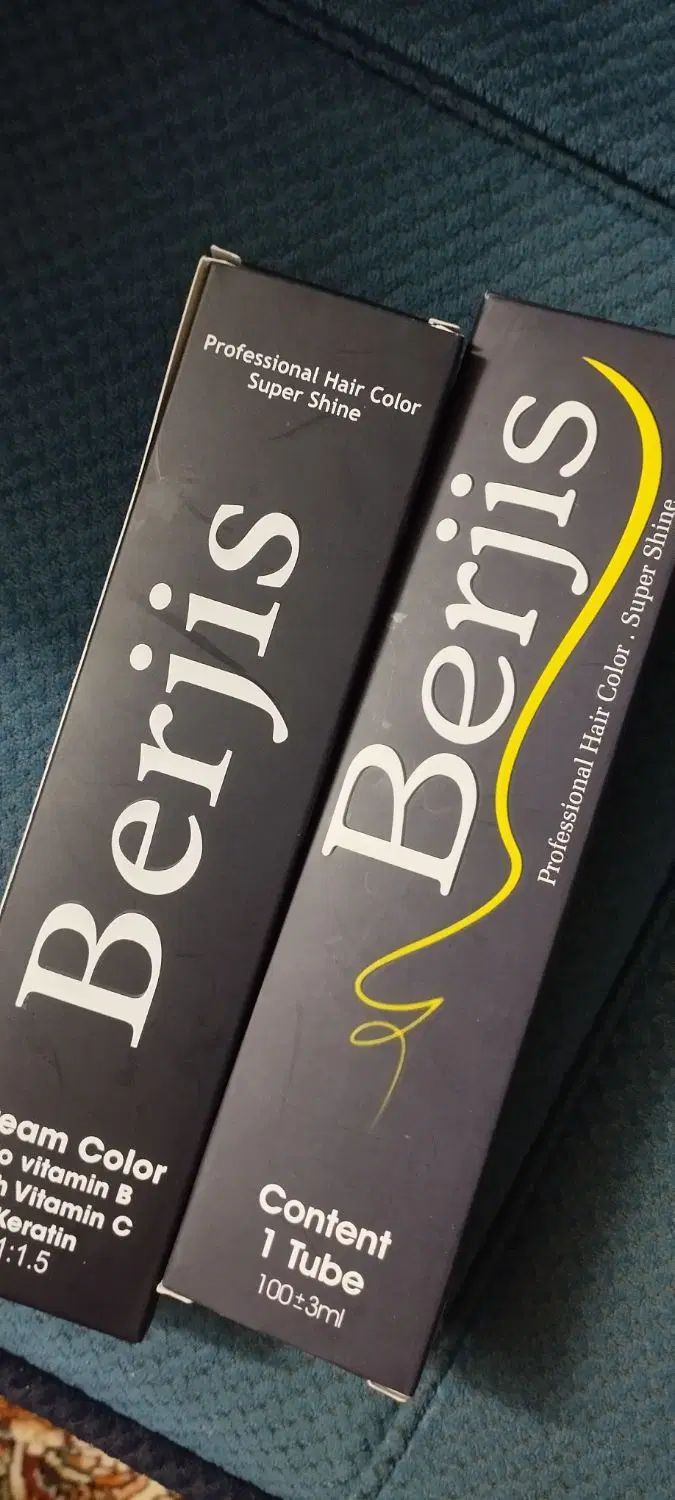 Professional Hair Color
Super Shine
Berjis
eam Color
o vitamin B
h Vitamin C
Keratin
1:1.5
Berjis
Professional Hair Color . Super Shine
Content
1 Tube
100±3ml